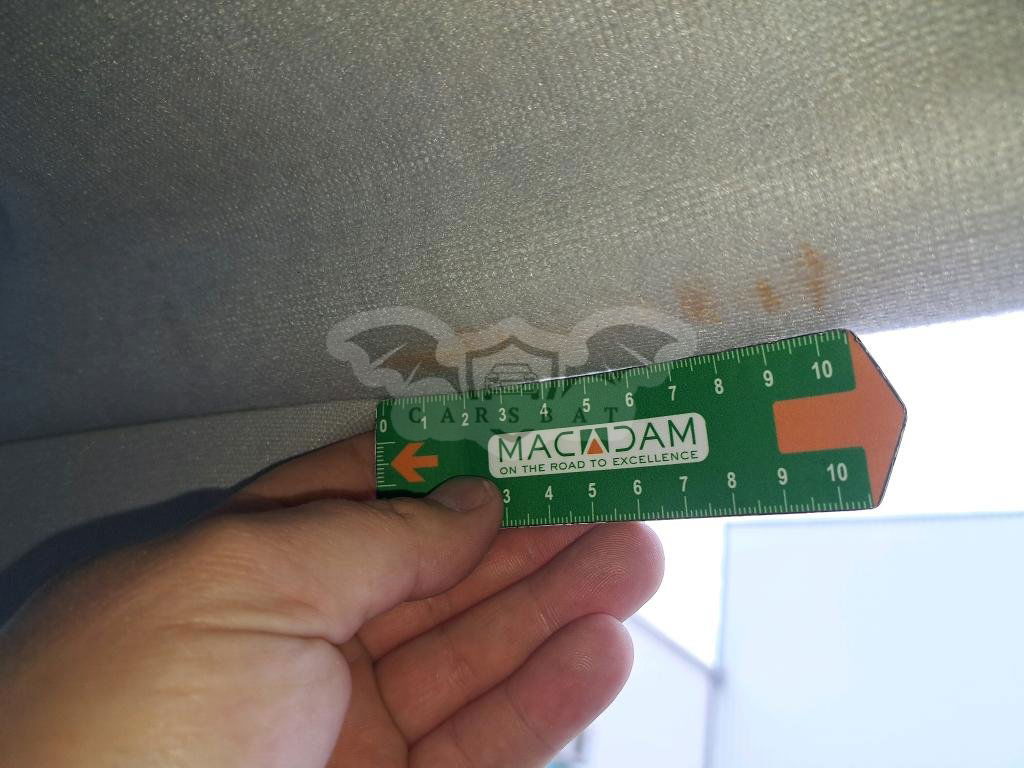 0 1 2 3 4 5 6 7 8 9 10
CARSBAT
MACADAM
ON THE ROAD TO EXCELLENCE
3 4 5 6 7 8 9 10